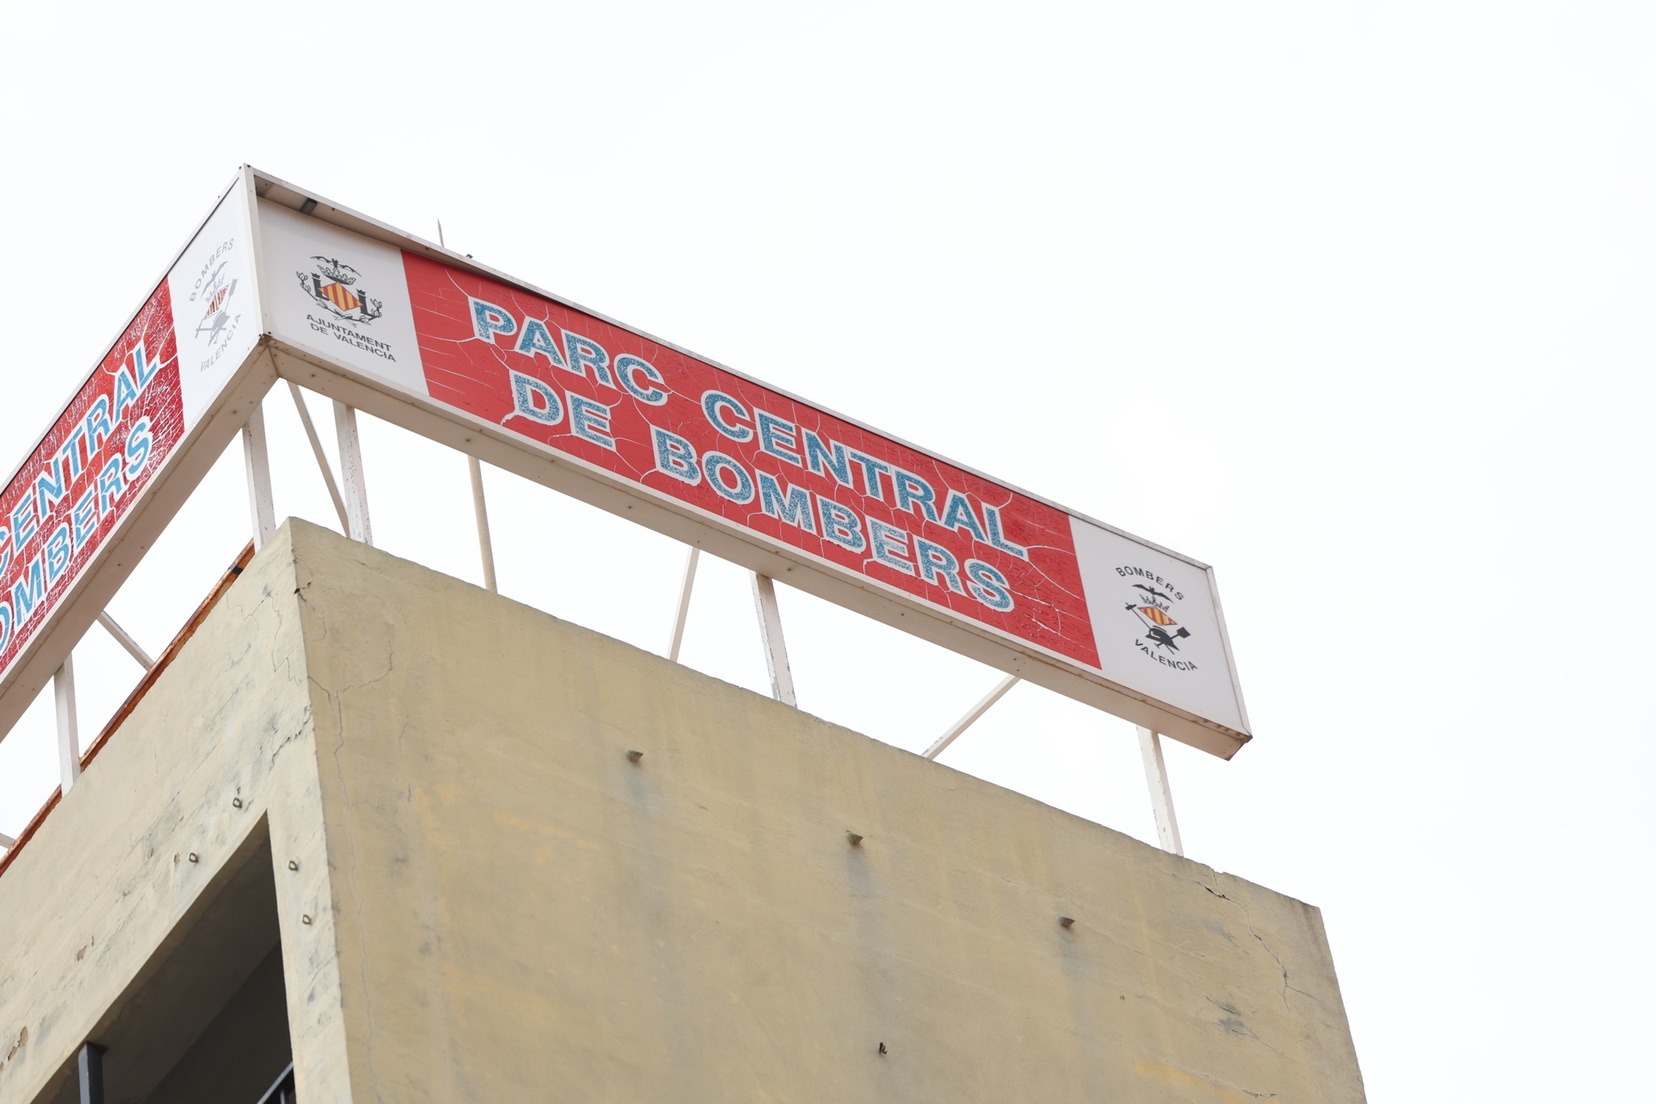 BOMBERS
VALENCIA
CENTRAL
BOMBERS
AJUNTAMENT
DE VALENCIA
PARC CENTRAL
DE BOMBERS
BOMBERS
VALENCIA